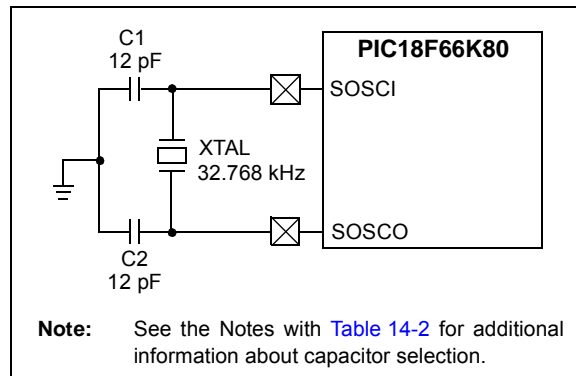 C1
12 pF
PIC18F66K80
SOSCI
XTAL
32.768 kHz
SOSCO
C2
12 pF
Note: See the Notes with Table 14-2 for additional
information about capacitor selection.